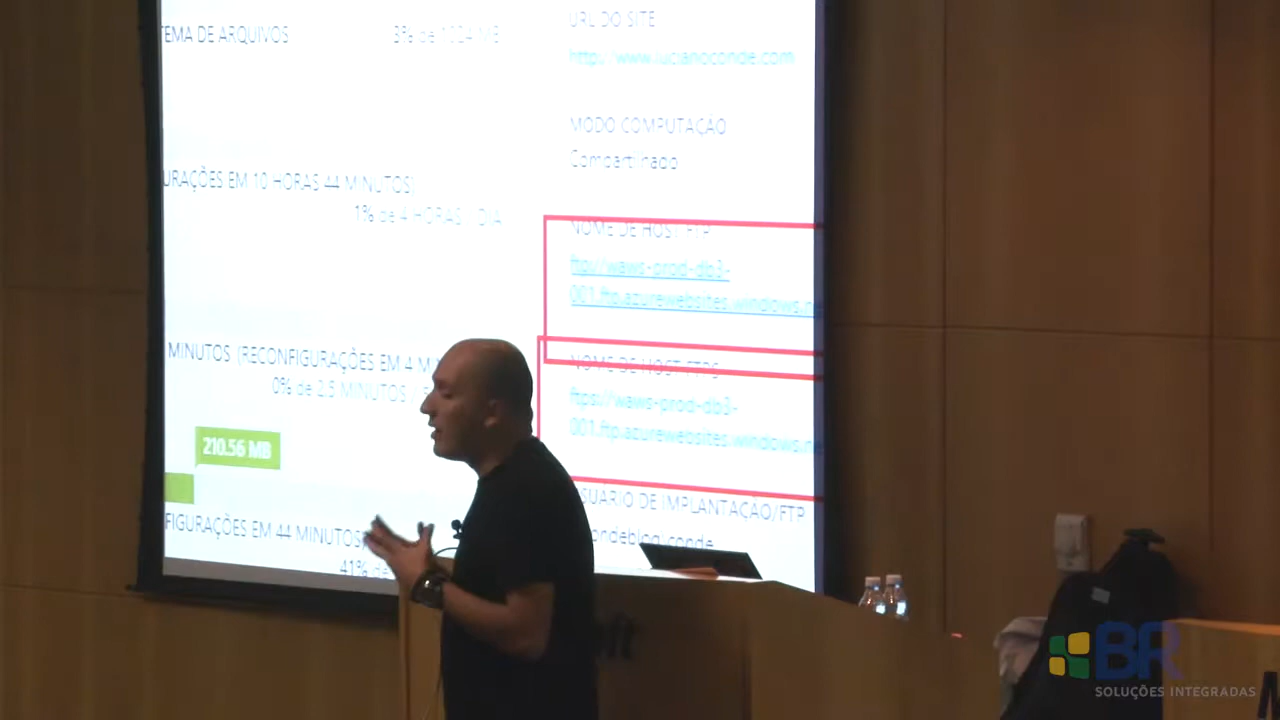 TEMA DE ARQUIVOS
3% de 1024 MB
URAÇÕES EM 10 HORAS 44 MINUTOS)
1% de 4 HORAS / DIA
MINUTOS (RECONFIGURAÇÕES EM 4 M
0% de 2.5 MINUTOS /
210.56 MB
FIGURAÇÕES EM 44 MINUTOS)
41% de
URL DO SITE
http://www.lucianoconde.com
MODO COMPUTAÇÃO
Compartilhado
NOME DE HOST FTP
ftp://waws-prod-db3-
001.ftp.azurewebsites.windows.ne
NOME DE HOST FTPS
ftps://waws-prod-db3-
001.ftp.azurewebsites.windows.ne
SUÁRIO DE IMPLANTAÇÃO/FTP
ondeblog\conde
BR
SOLUÇÕES INTEGRADAS